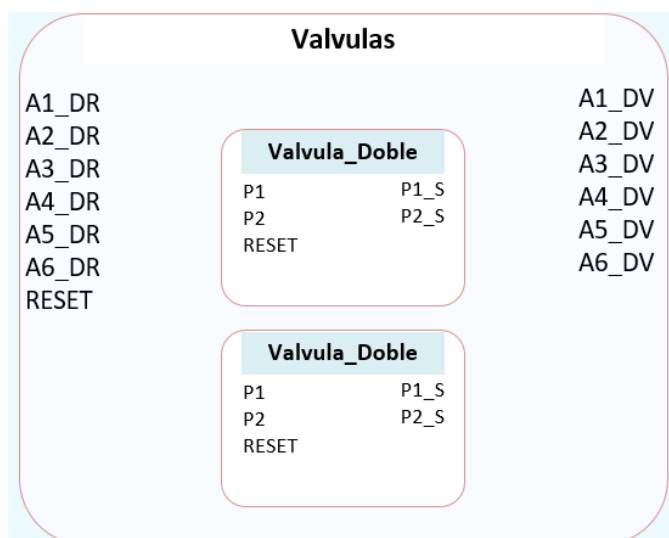 Valvulas
A1_DR
A2_DR
A3_DR
A4_DR
A5_DR
A6_DR
RESET
Valvula_Doble
P1 P1_S
P2 P2_S
RESET
Valvula_Doble
P1 P1_S
P2 P2_S
RESET
A1_DV
A2_DV
A3_DV
A4_DV
A5_DV
A6_DV